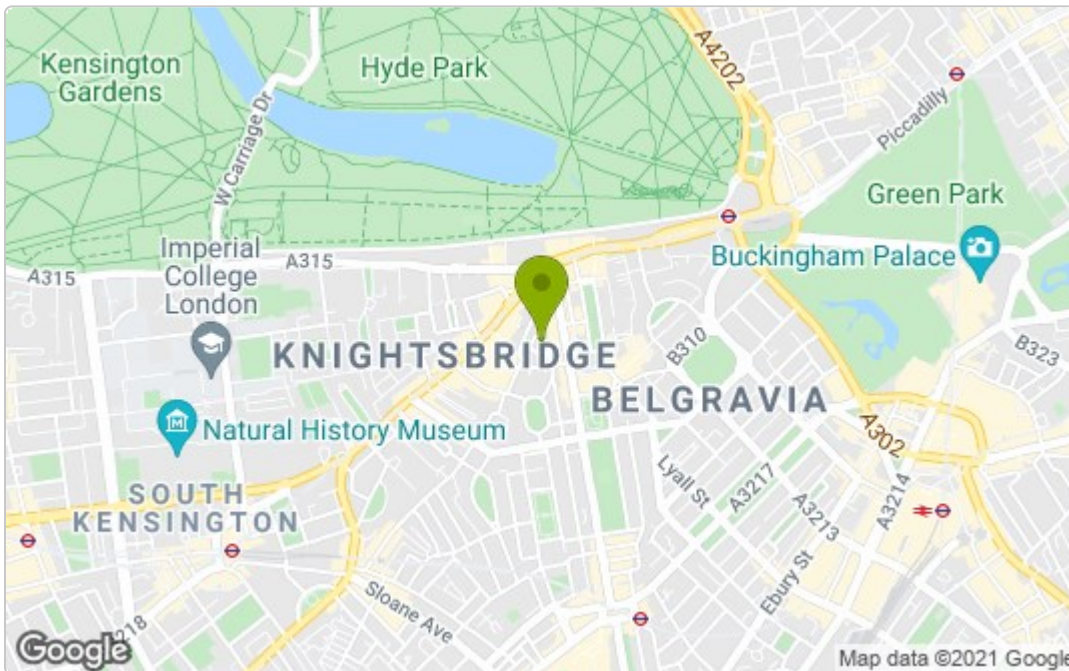 Kensington
Gardens
Hyde Park
W Carriage Dr
A4202
Piccadilly
Green Park
Buckingham Palace
Imperial
College
London
A315
A315
KNIGHTSBRIDGE
B310
B323
BELGRAVIA
Natural History Museum
A302
SOUTH
KENSINGTON
Lyall St
A3217
A3213
A3214
Ebury St
Sloane Ave
Google
Map data ©2021 Google